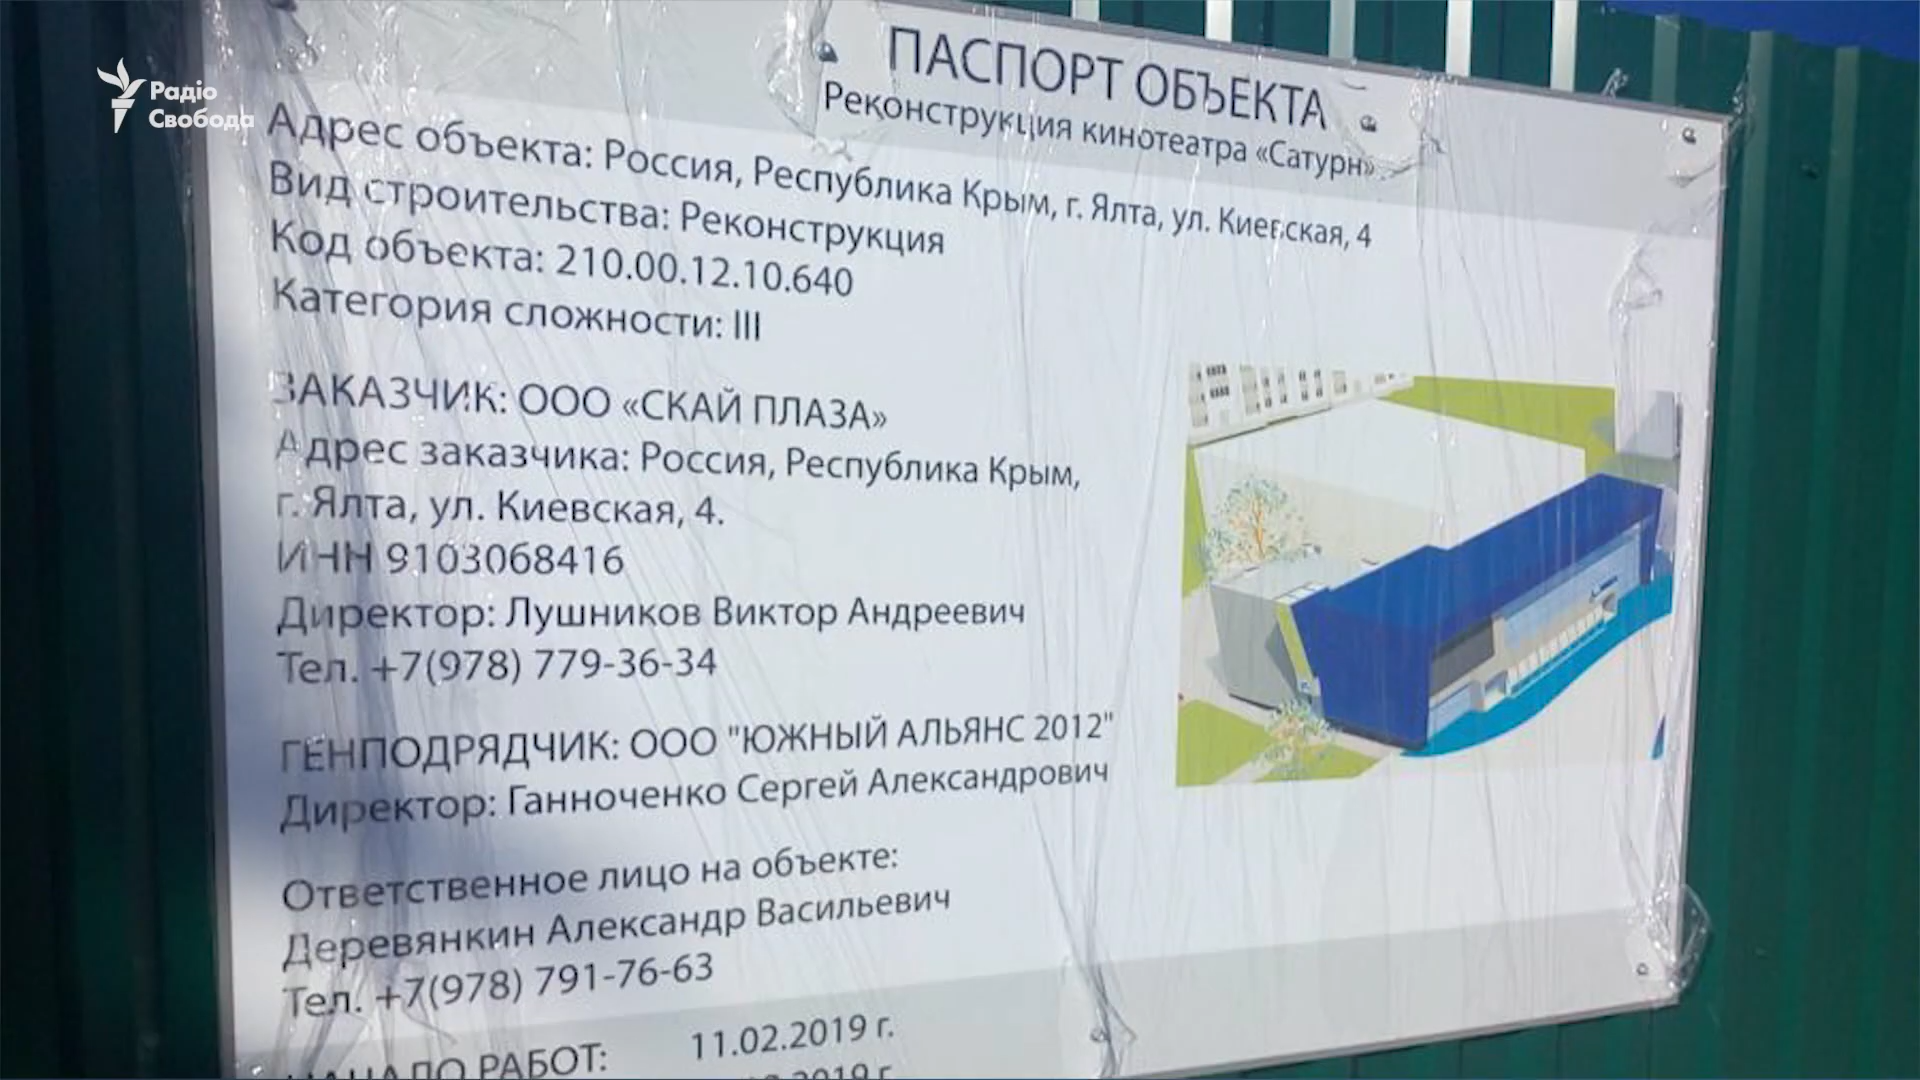 Радіо
Свобода
ПАСПОРТ ОБЪЕКТА
Реконструкция кинотеатра «Сатурн»
Адрес объекта: Россия, Республика Крым, г. Ялта, ул. Киевская, 4
Вид строительства: Реконструкция
Код объекта: 210.00.12.10.640
Категория сложности: III
ЗАКАЗЧИК: ООО «СКАЙ ПЛАЗА»
Адрес заказчика: Россия, Республика Крым,
г. Ялта, ул. Киевская, 4.
ИНН 9103068416
Директор: Лушников Виктор Андреевич
Тел. +7(978) 779-36-34
ГЕНПОДРЯДЧИК: ООО "ЮЖНЫЙ АЛЬЯНС 2012"
Директор: Ганноченко Сергей Александрович
Ответственное лицо на объекте:
Деревянкин Александр Васильевич
Тел. +7(978) 791-76-63
НАЧАЛО РАБОТ: 11.02.2019 г.